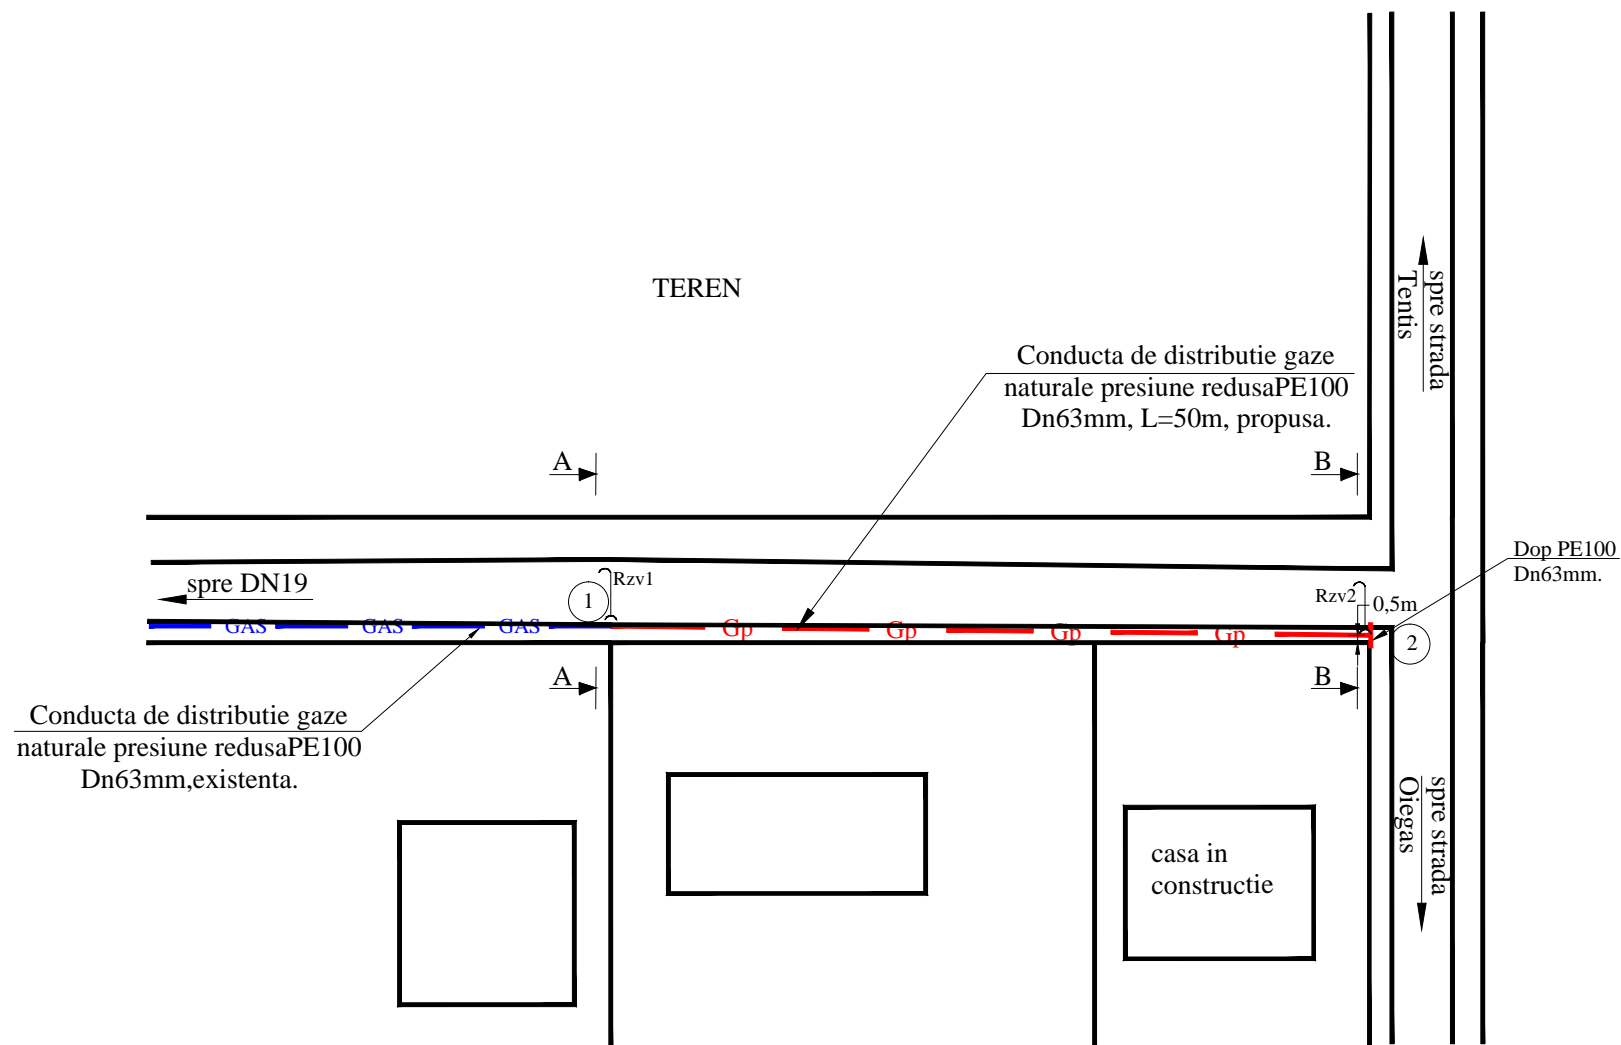 TEREN
spre strada
Tentis
Conducta de distributie gaze
naturale presiune redusaPE100
Dn63mm, L=50m, propusa.
A
B
Dop PE100
Dn63mm.
spre DN19
1
Rzv1
Rzv2
0,5m
GAS
GAS
GAS
Gp
Gp
Gp
Gp
2
A
B
Conducta de distributie gaze
naturale presiune redusaPE100
Dn63mm,existenta.
spre strada
Oiegas
casa in
constructie